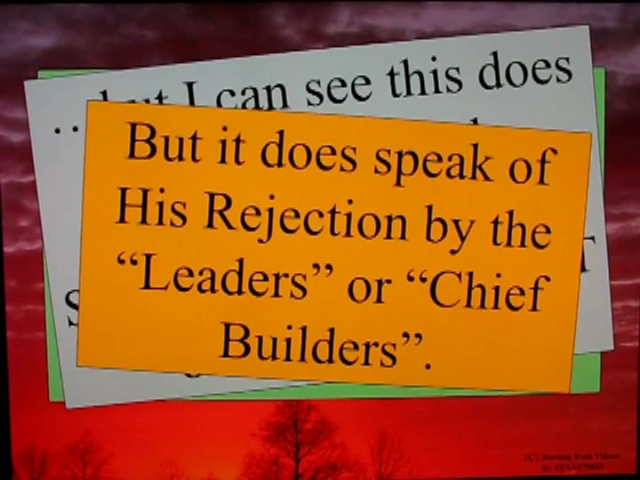 …but I can see this does
But it does speak of
His Rejection by the
“Leaders” or “Chief
Builders”.